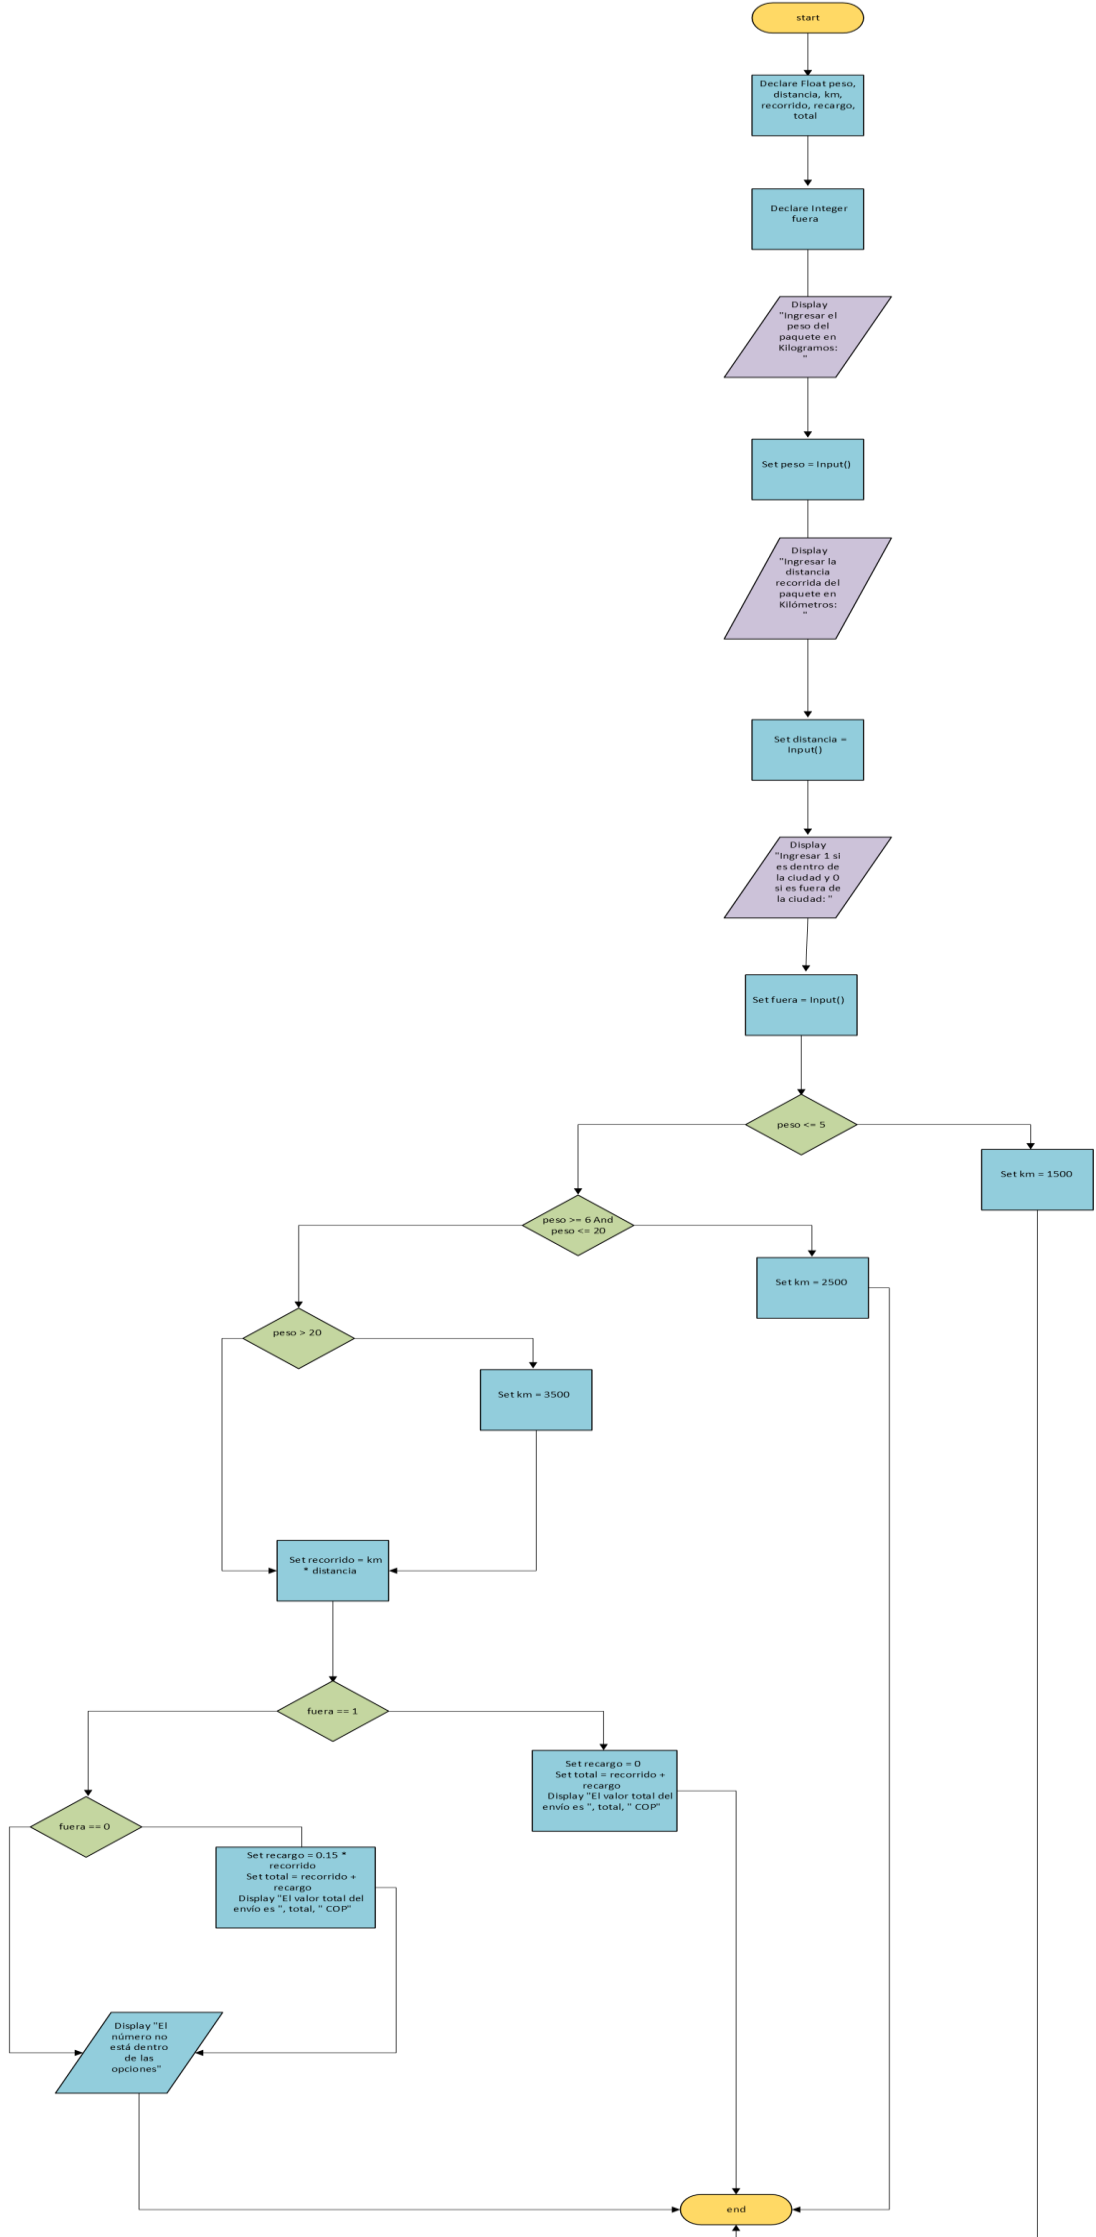 start
Declare Float peso,
distancia, km,
recorrido, recargo,
total
Declare Integer
fuera
Display
"Ingresar el
peso del
paquete en
Kilogramos:
"
Set peso = Input()
Display
"Ingresar la
distancia
recorrida del
paquete en
Kilómetros:
"
Set distancia =
Input()
Display
"Ingresar 1 si
es dentro de
la ciudad y 0
si es fuera de
la ciudad: "
Set fuera = Input()
peso <= 5
Set km = 1500
peso >= 6 And
peso <= 20
Set km = 2500
peso > 20
Set km = 3500
Set recorrido = km
* distancia
fuera == 1
Set recargo = 0
Set total = recorrido +
recargo
Display "El valor total del
envío es ", total, " COP"
fuera == 0
Set recargo = 0.15 *
recorrido
Set total = recorrido +
recargo
Display "El valor total del
envío es ", total, " COP"
Display "El
número no
está dentro
de las
opciones"
end